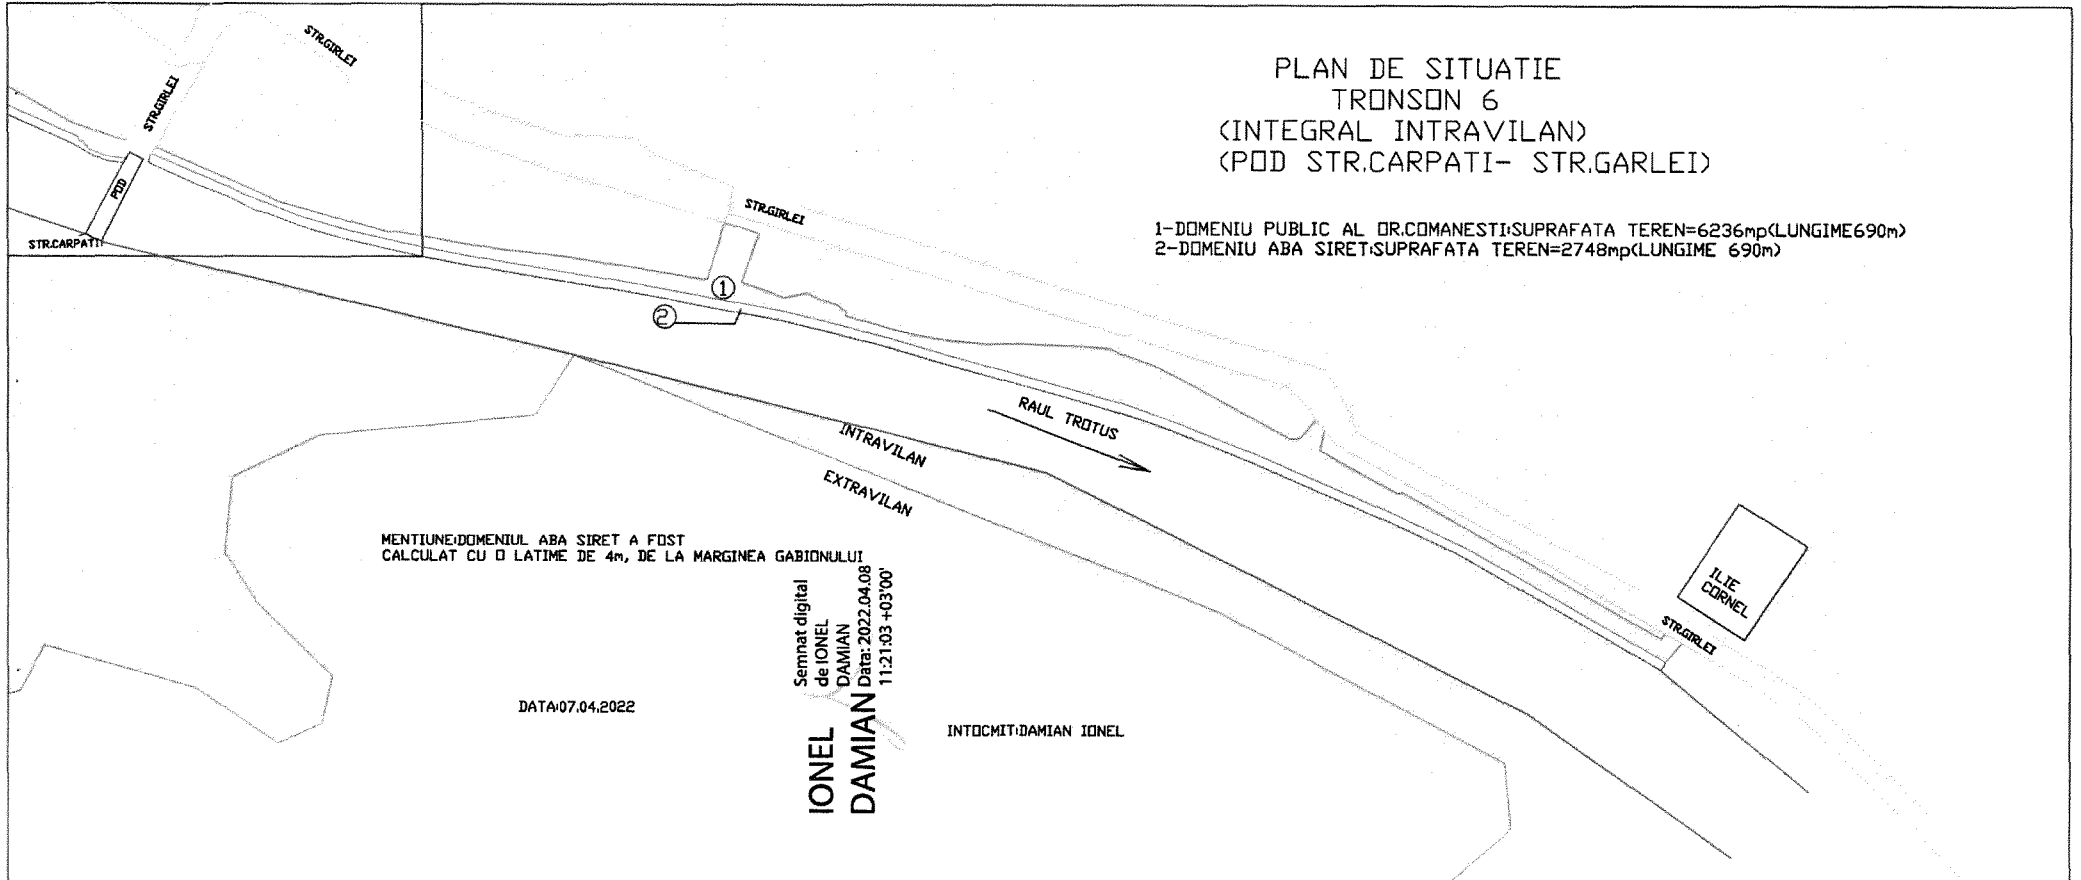 PLAN DE SITUATIE
TRONSON 6
(INTEGRAL INTRAVILAN)
(POD STR.CARPATI- STR.GARLEI)
1-DOMENIU PUBLIC AL OR.COMANESTI:SUPRAFATA TEREN=6236mp(LUNGIME690m)
2-DOMENIU ABA SIRET:SUPRAFATA TEREN=2748mp(LUNGIME 690m)
STR.GIRLEI
STR.GIRLEI
POD
STR.CARPATI
STR.GIRLEI
1
2
RAUL TROTUS
INTRAVILAN
EXTRAVILAN
MENTIUNE:DOMENIUL ABA SIRET A FOST
CALCULAT CU O LATIME DE 4m, DE LA MARGINEA GABIONULUI
ILIE
CORNEL
STR.GIRLEI
IONEL
DAMIAN
Semnat digital
de IONEL
DAMIAN
Data: 2022.04.08
11:21:03 +03'00'
DATA:07.04.2022
INTOCMIT:DAMIAN IONEL